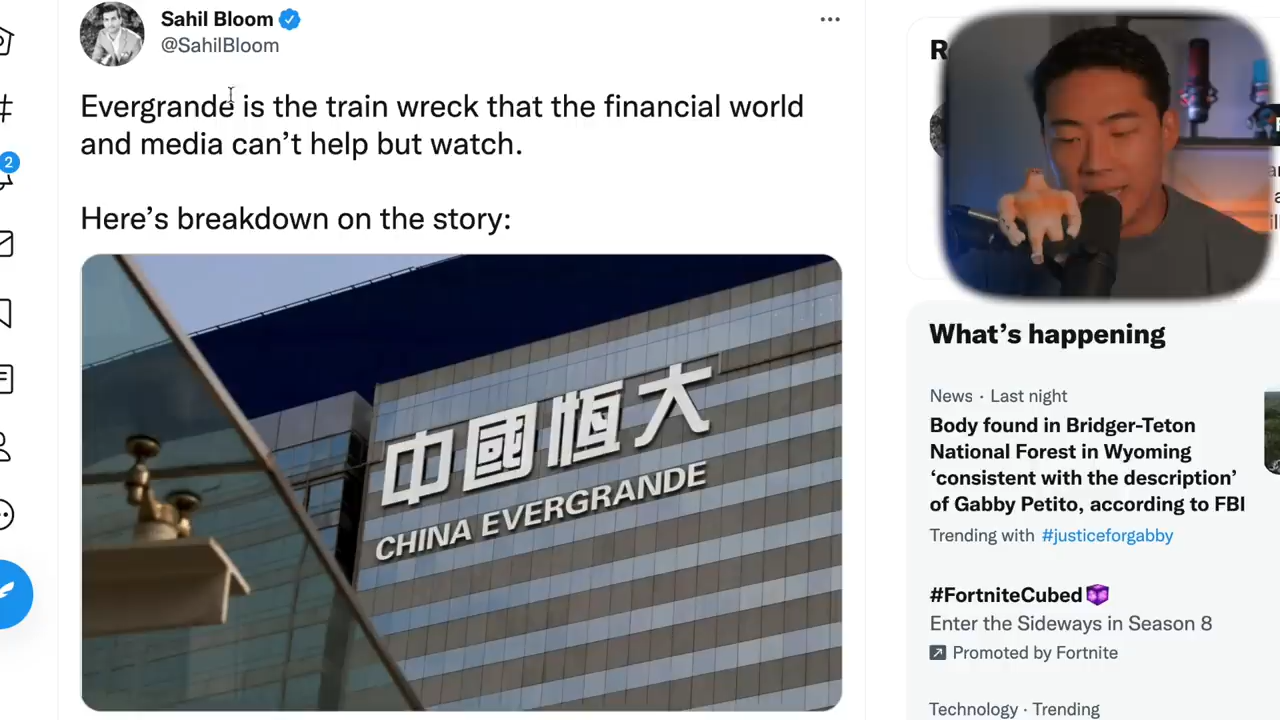 Sahil Bloom
@SahilBloom
Evergrande is the train wreck that the financial world
and media can’t help but watch.
Here’s breakdown on the story:
中國恆大
CHINA EVERGRANDE
2
R
What’s happening
News · Last night
Body found in Bridger-Teton
National Forest in Wyoming
‘consistent with the description’
of Gabby Petito, according to FBI
Trending with #justiceforgabby
#FortniteCubed
Enter the Sideways in Season 8
Promoted by Fortnite
Technology · Trending